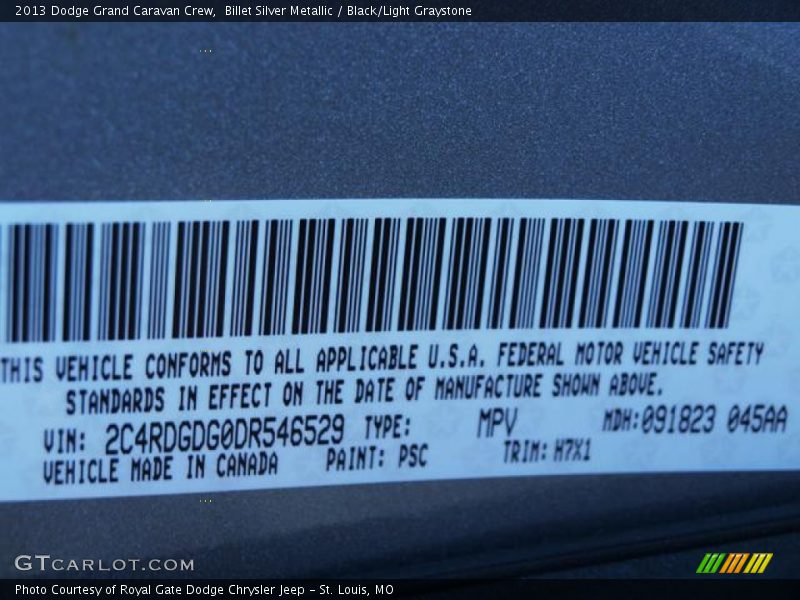 2013 Dodge Grand Caravan Crew,  Billet Silver Metallic / Black/Light Graystone
THIS VEHICLE CONFORMS TO ALL APPLICABLE U.S.A. FEDERAL MOTOR VEHICLE SAFETY
STANDARDS IN EFFECT ON THE DATE OF MANUFACTURE SHOWN ABOVE.
VIN: 2C4RDGDG0DR546529 TYPE: MPV MDH:091823 045AA
VEHICLE MADE IN CANADA PAINT: PSC TRIM: H7X1
GTCARLOT.COM
Photo Courtesy of Royal Gate Dodge Chrysler Jeep - St. Louis, MO